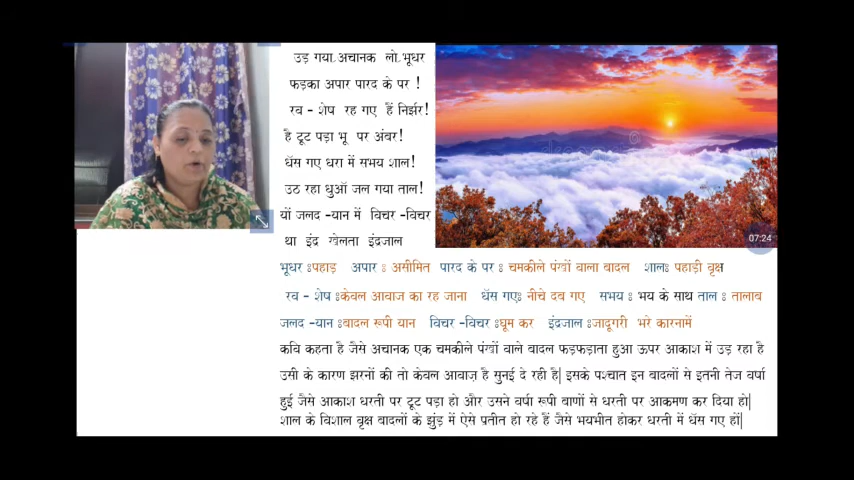 उड़ गया.अचानक लो.भूधर
फड़का अपार पारद के पर !
रव - शेष रह गए हैं निर्झर!
है टूट पड़ा भू पर अंबर!
धॅस गए धरा में सभय शाल!
उठ रहा धुऑ जल गया ताल!
यों जलद -यान में विचर -विचर
था इंद्र खेलता इंद्रजाल
07:24
भूधर :पहाड़ अपार : असीमित पारद के पर : चमकीले पंखों वाला बादल शाल: पहाड़ी वृक्ष
रव - शेष :केवल आवाज का रह जाना धॅस गए: नीचे दब गए सभय : भय के साथ ताल : तालाब
जलद -यान :बादल रूपी यान विचर -विचर :घूम कर इंद्रजाल :जादूगरी भरे कारनामें
कवि कहता है जैसे अचानक एक चमकीले पंखों वाले बादल फड़फड़ाता हुआ ऊपर आकाश में उड़ रहा है
उसी के कारण झरनों की तो केवल आवाज़ है सुनई दे रही है| इसके पश्चात इन बादलों से इतनी तेज वर्षा
हुई जैसे आकाश धरती पर टूट पड़ा हो और उसने वर्षा रूपी बाणों से धरती पर आक्रमण कर दिया हो|
शाल के विशाल वृक्ष बादलों के झुंड में ऐसे प्रतीत हो रहे हैं जैसे भयभीत होकर धरती में धॅस गए हों|